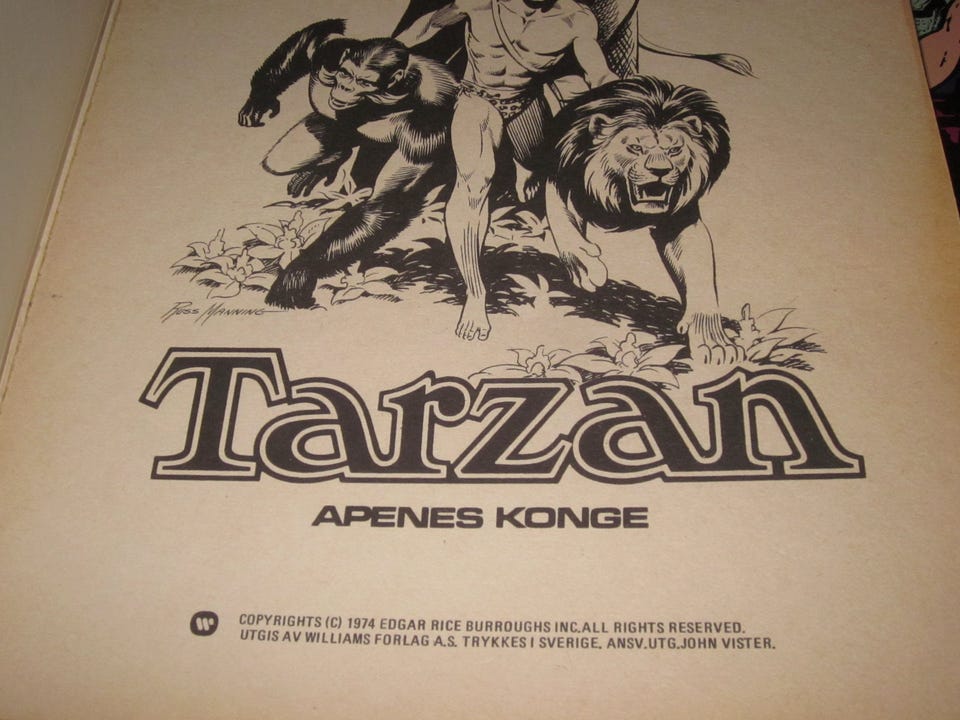 Russ Manning
Tarzan
APENES KONGE
COPYRIGHTS (C) 1974 EDGAR RICE BURROUGHS INC.ALL RIGHTS RESERVED.
UTGIS AV WILLIAMS FORLAG A.S. TRYKKES I SVERIGE. ANSV.UTG.JOHN VISTER.